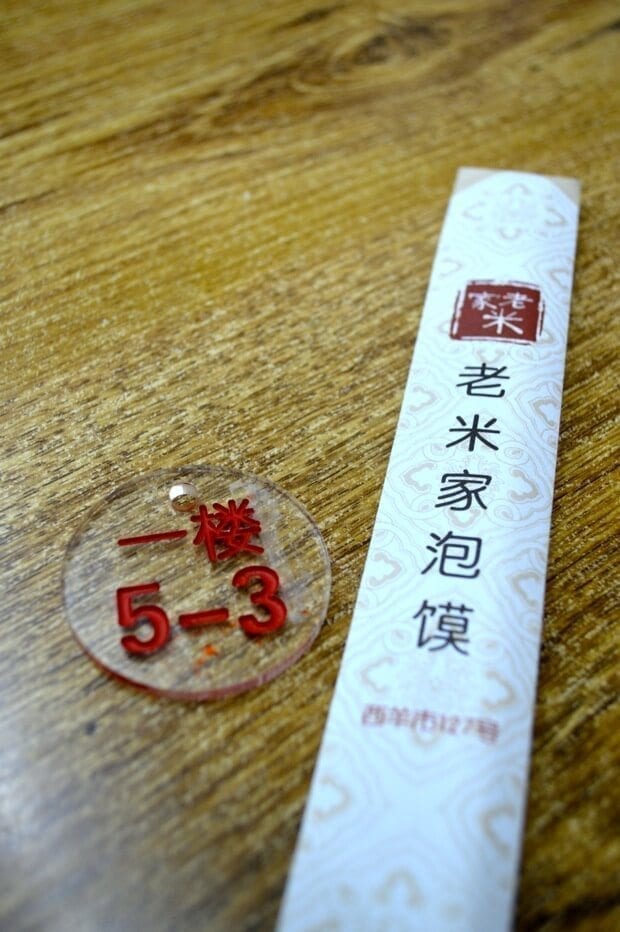 一楼
5-3
老米家
老米家泡馍
西羊市127号